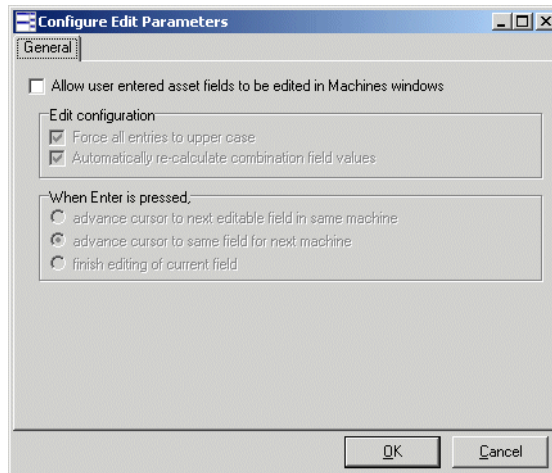 Configure Edit Parameters
General
Allow user entered asset fields to be edited in Machines windows
Edit configuration
Force all entries to upper case
Automatically re-calculate combination field values
When Enter is pressed,
advance cursor to next editable field in same machine
advance cursor to same field for next machine
finish editing of current field
OK Cancel